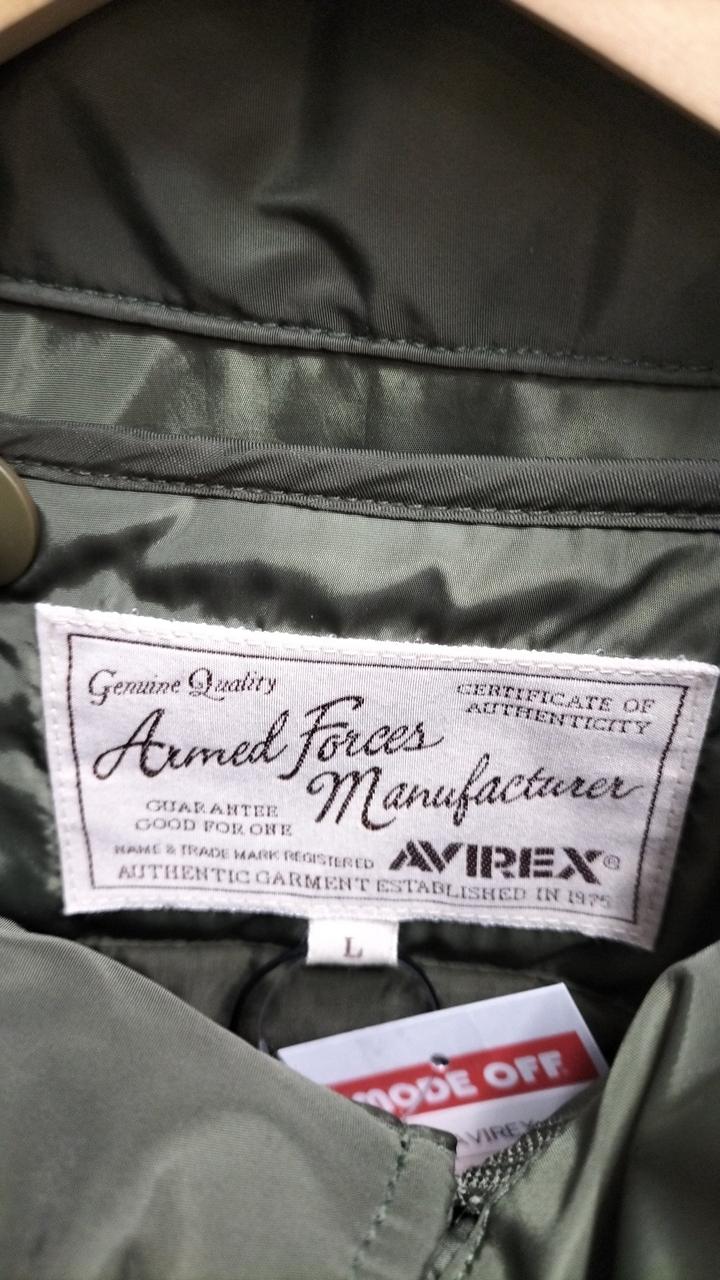 Genuine Quality
CERTIFICATE OF
AUTHENTICITY
Armed Forces
Manufacturer
GUARANTEE
GOOD FOR ONE
NAME & TRADE MARK REGISTERED
AVIREX®
AUTHENTIC GARMENT ESTABLISHED IN 1975
L
MODE OFF
AVIREX